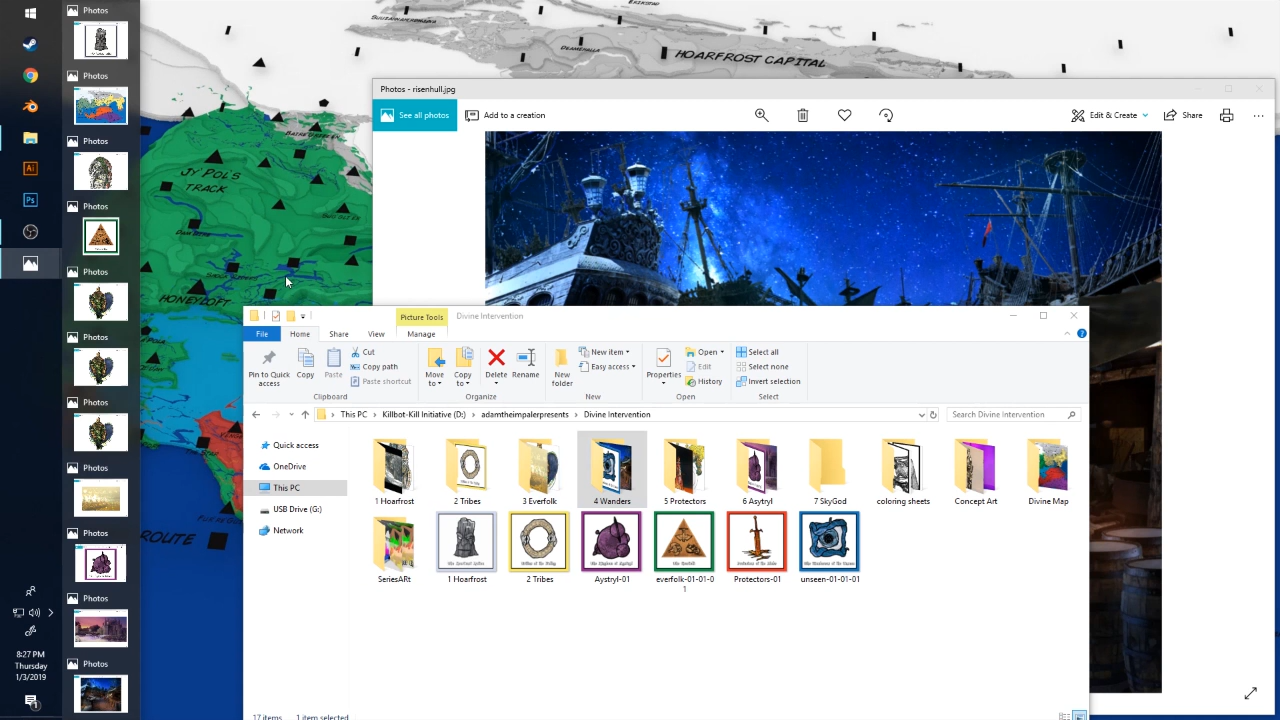 Photos
Photos
Photos
Photos
Photos
Photos
Photos
Photos
Photos
Photos
Photos
8:27 PM
Thursday
1/3/2019
HOARFROST CAPITAL
JY POL'S
TRACK
HONEYLOFT
ROUTE
Photos - risenhull.jpg
See all photos
Add to a creation
Edit & Create
Share
Picture Tools
Divine Intervention
File
Home
Share
View
Manage
Pin to Quick
access
Copy
Paste
Cut
Copy path
Paste shortcut
Clipboard
Move
to
Copy
to
Delete
Rename
Organize
New
folder
New item
Easy access
New
Properties
Open
Edit
History
Open
Select all
Select none
Invert selection
Select
This PC
Killbot-Kill Initiative (D:)
adamtheimpalerpresents
Divine Intervention
Search Divine Intervention
Quick access
OneDrive
This PC
USB Drive (G:)
Network
1 Hoarfrost
2 Tribes
3 Everfolk
4 Wanders
5 Protectors
6 Asytryl
7 SkyGod
coloring sheets
Concept Art
Divine Map
SeriesARt
1 Hoarfrost
2 Tribes
Aystryl-01
everfolk-01-01-0
1
Protectors-01
unseen-01-01-01
17 items
1 item selected